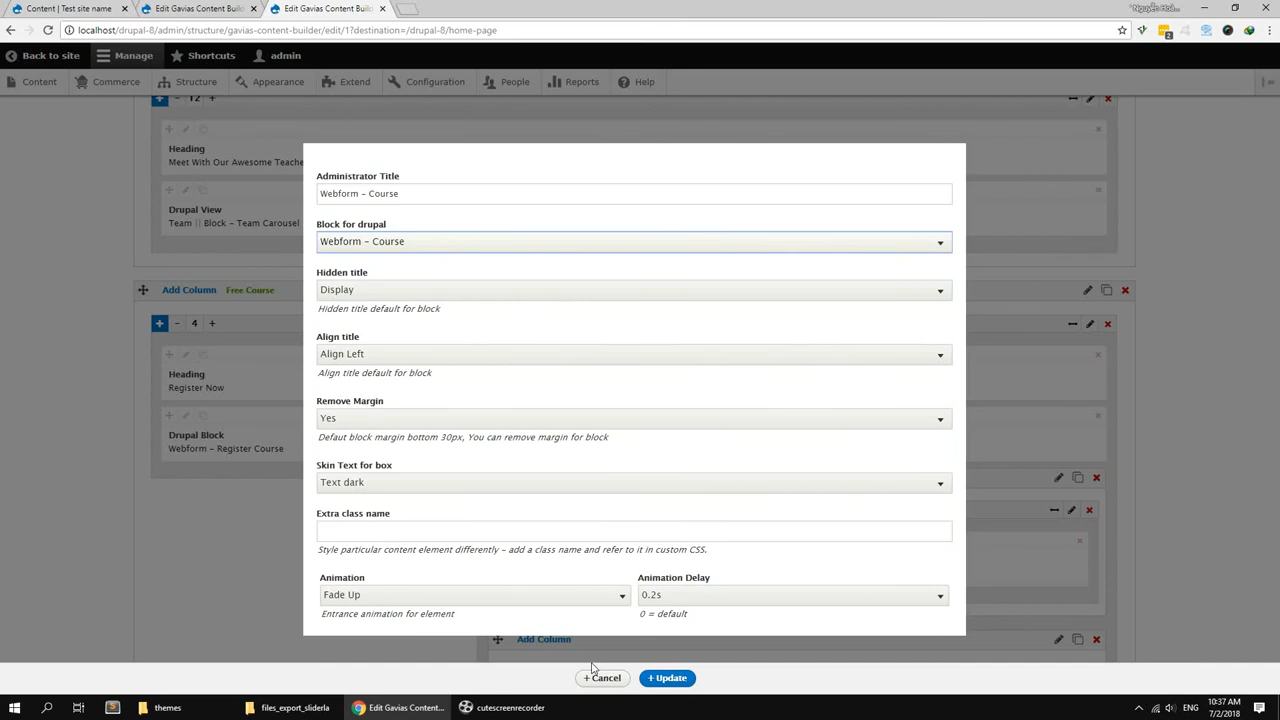 Content | Test site name
Edit Gavias Content Buil
Edit Gavias Content Build
localhost/drupal-8/admin/structure/gavias-content-builder/edit/1?destination=/drupal-8/home-page
Back to site
Manage
Shortcuts
admin
Content
Commerce
Structure
Appearance
Extend
Configuration
People
Reports
Help
12
Heading
Meet With Our Awesome Teache
Drupal View
Team || Block - Team Carousel
Add Column
Free Course
4
Heading
Register Now
Drupal Block
Webform - Register Course
Administrator Title
Webform - Course
Block for drupal
Webform - Course
Hidden title
Display
Hidden title default for block
Align title
Align Left
Align title default for block
Remove Margin
Yes
Defaut block margin bottom 30px, You can remove margin for block
Skin Text for box
Text dark
Extra class name
Style particular content element differently - add a class name and refer to it in custom CSS.
Animation
Animation Delay
Fade Up
0.2s
Entrance animation for element
0 = default
Add Column
+ Cancel
+ Update
themes
files_export_sliderla
Edit Gavias Content...
cutescreenrecorder
10:37 AM
7/2/2018